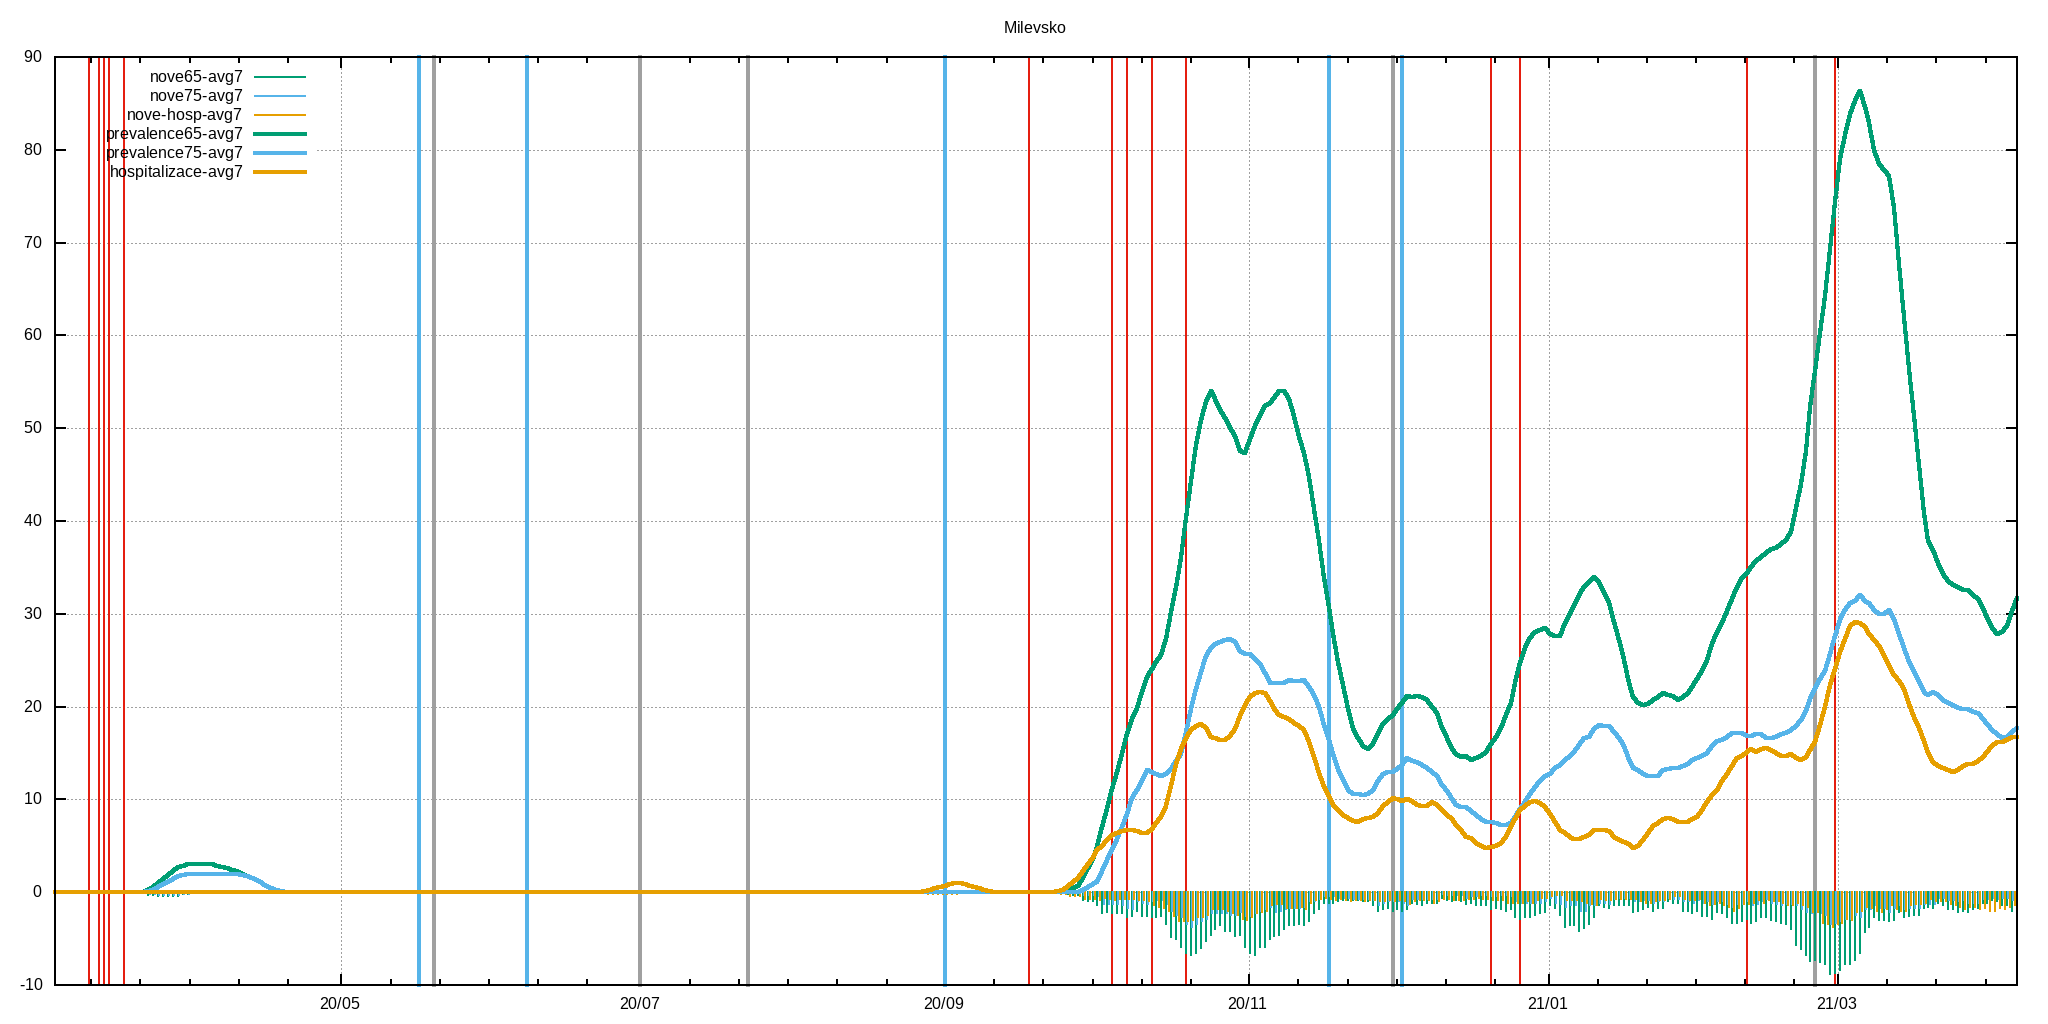 Milevsko
90
80
70
60
50
40
30
20
10
0
-10
nove65-avg7
nove75-avg7
nove-hosp-avg7
prevalence65-avg7
prevalence75-avg7
hospitalizace-avg7
20/05 20/07 20/09 20/11 21/01 21/03